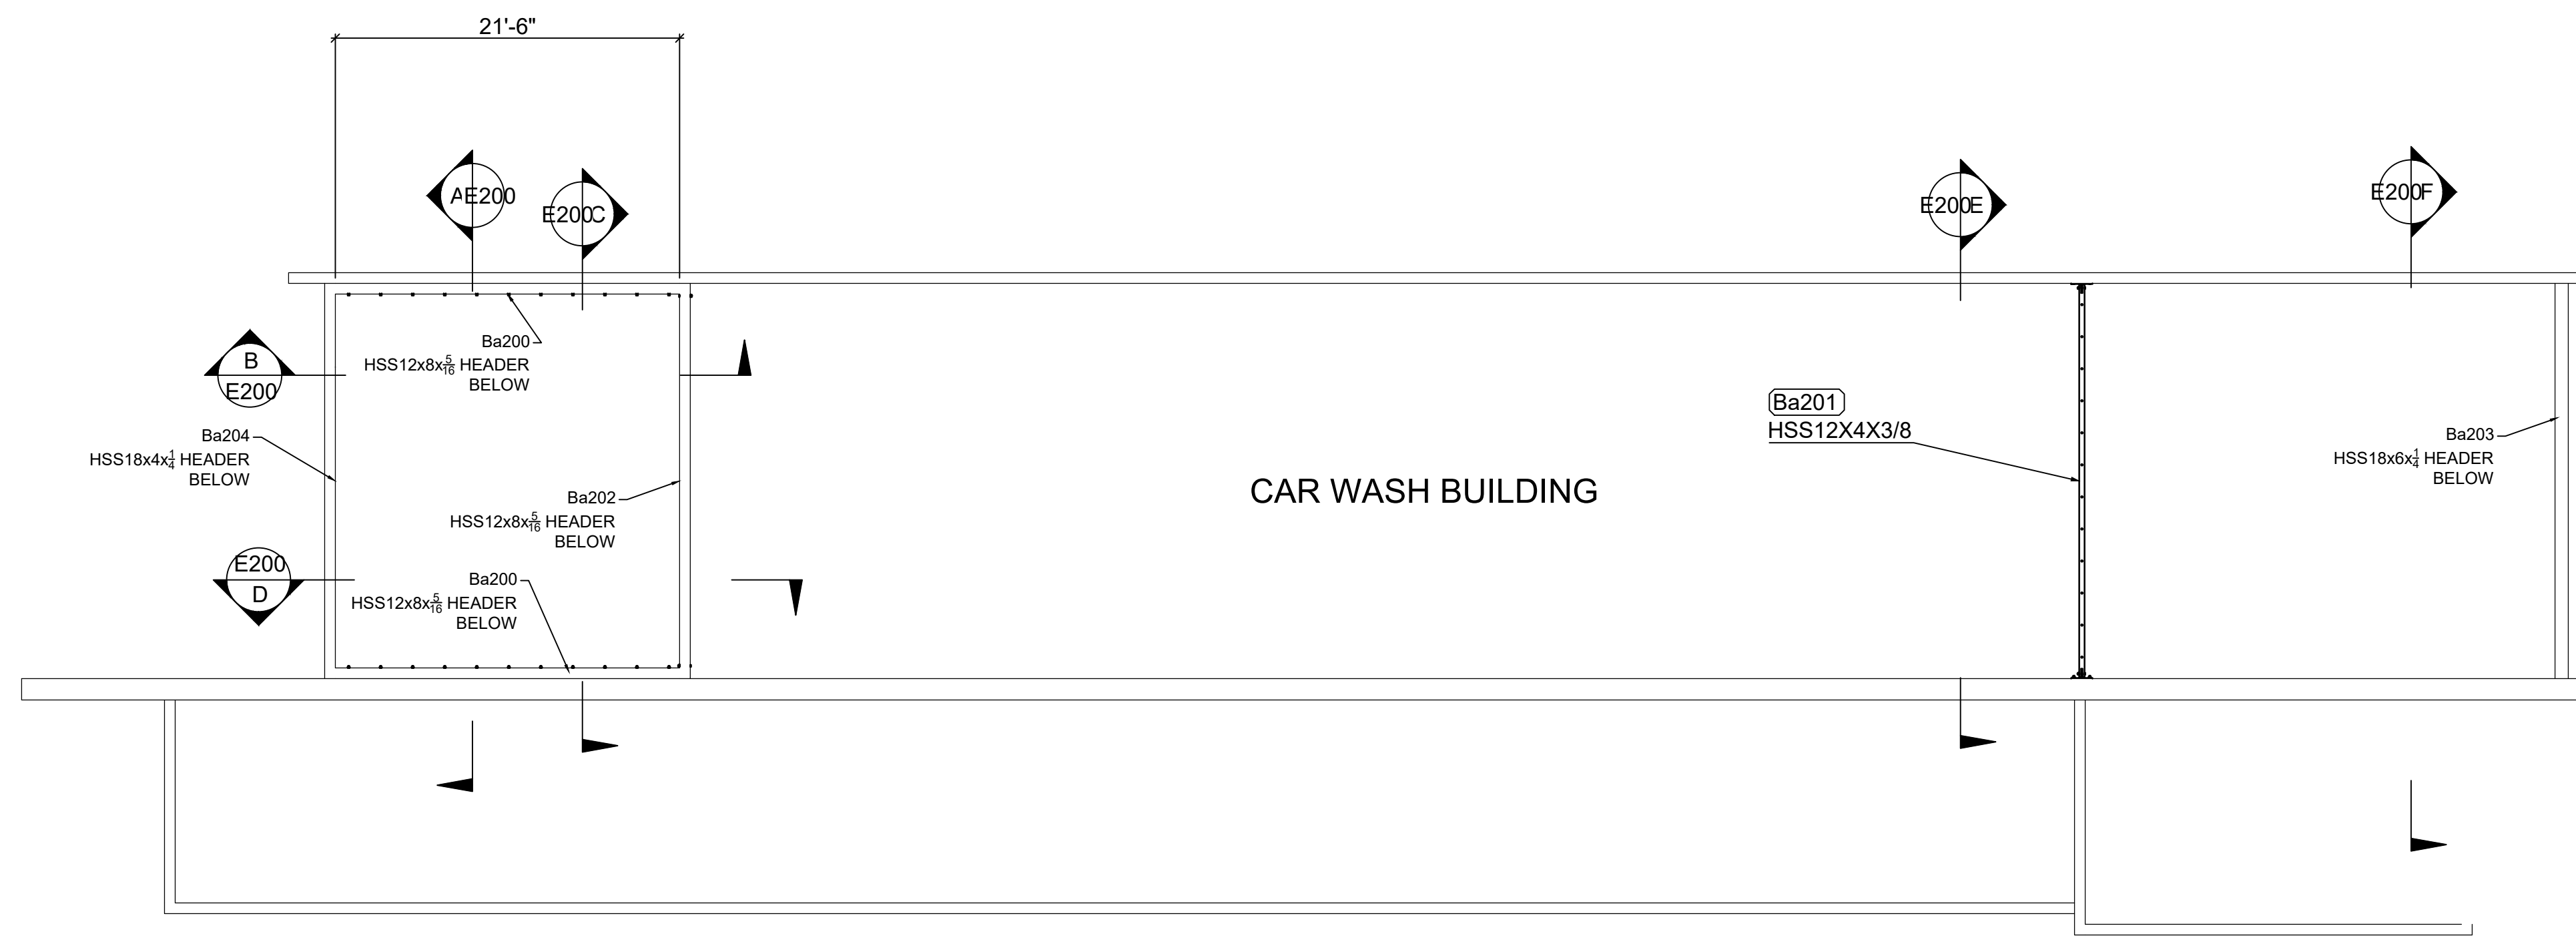 21'-6"
AE200
E200C
E200E
E200F
Ba200
HSS12x8x5/16 HEADER
BELOW
B
E200
Ba201
HSS12X4X3/8
Ba204
HSS18x4x1/4 HEADER
BELOW
Ba203
HSS18x6x1/4 HEADER
BELOW
CAR WASH BUILDING
Ba202
HSS12x8x5/16 HEADER
BELOW
E200
D
Ba200
HSS12x8x5/16 HEADER
BELOW